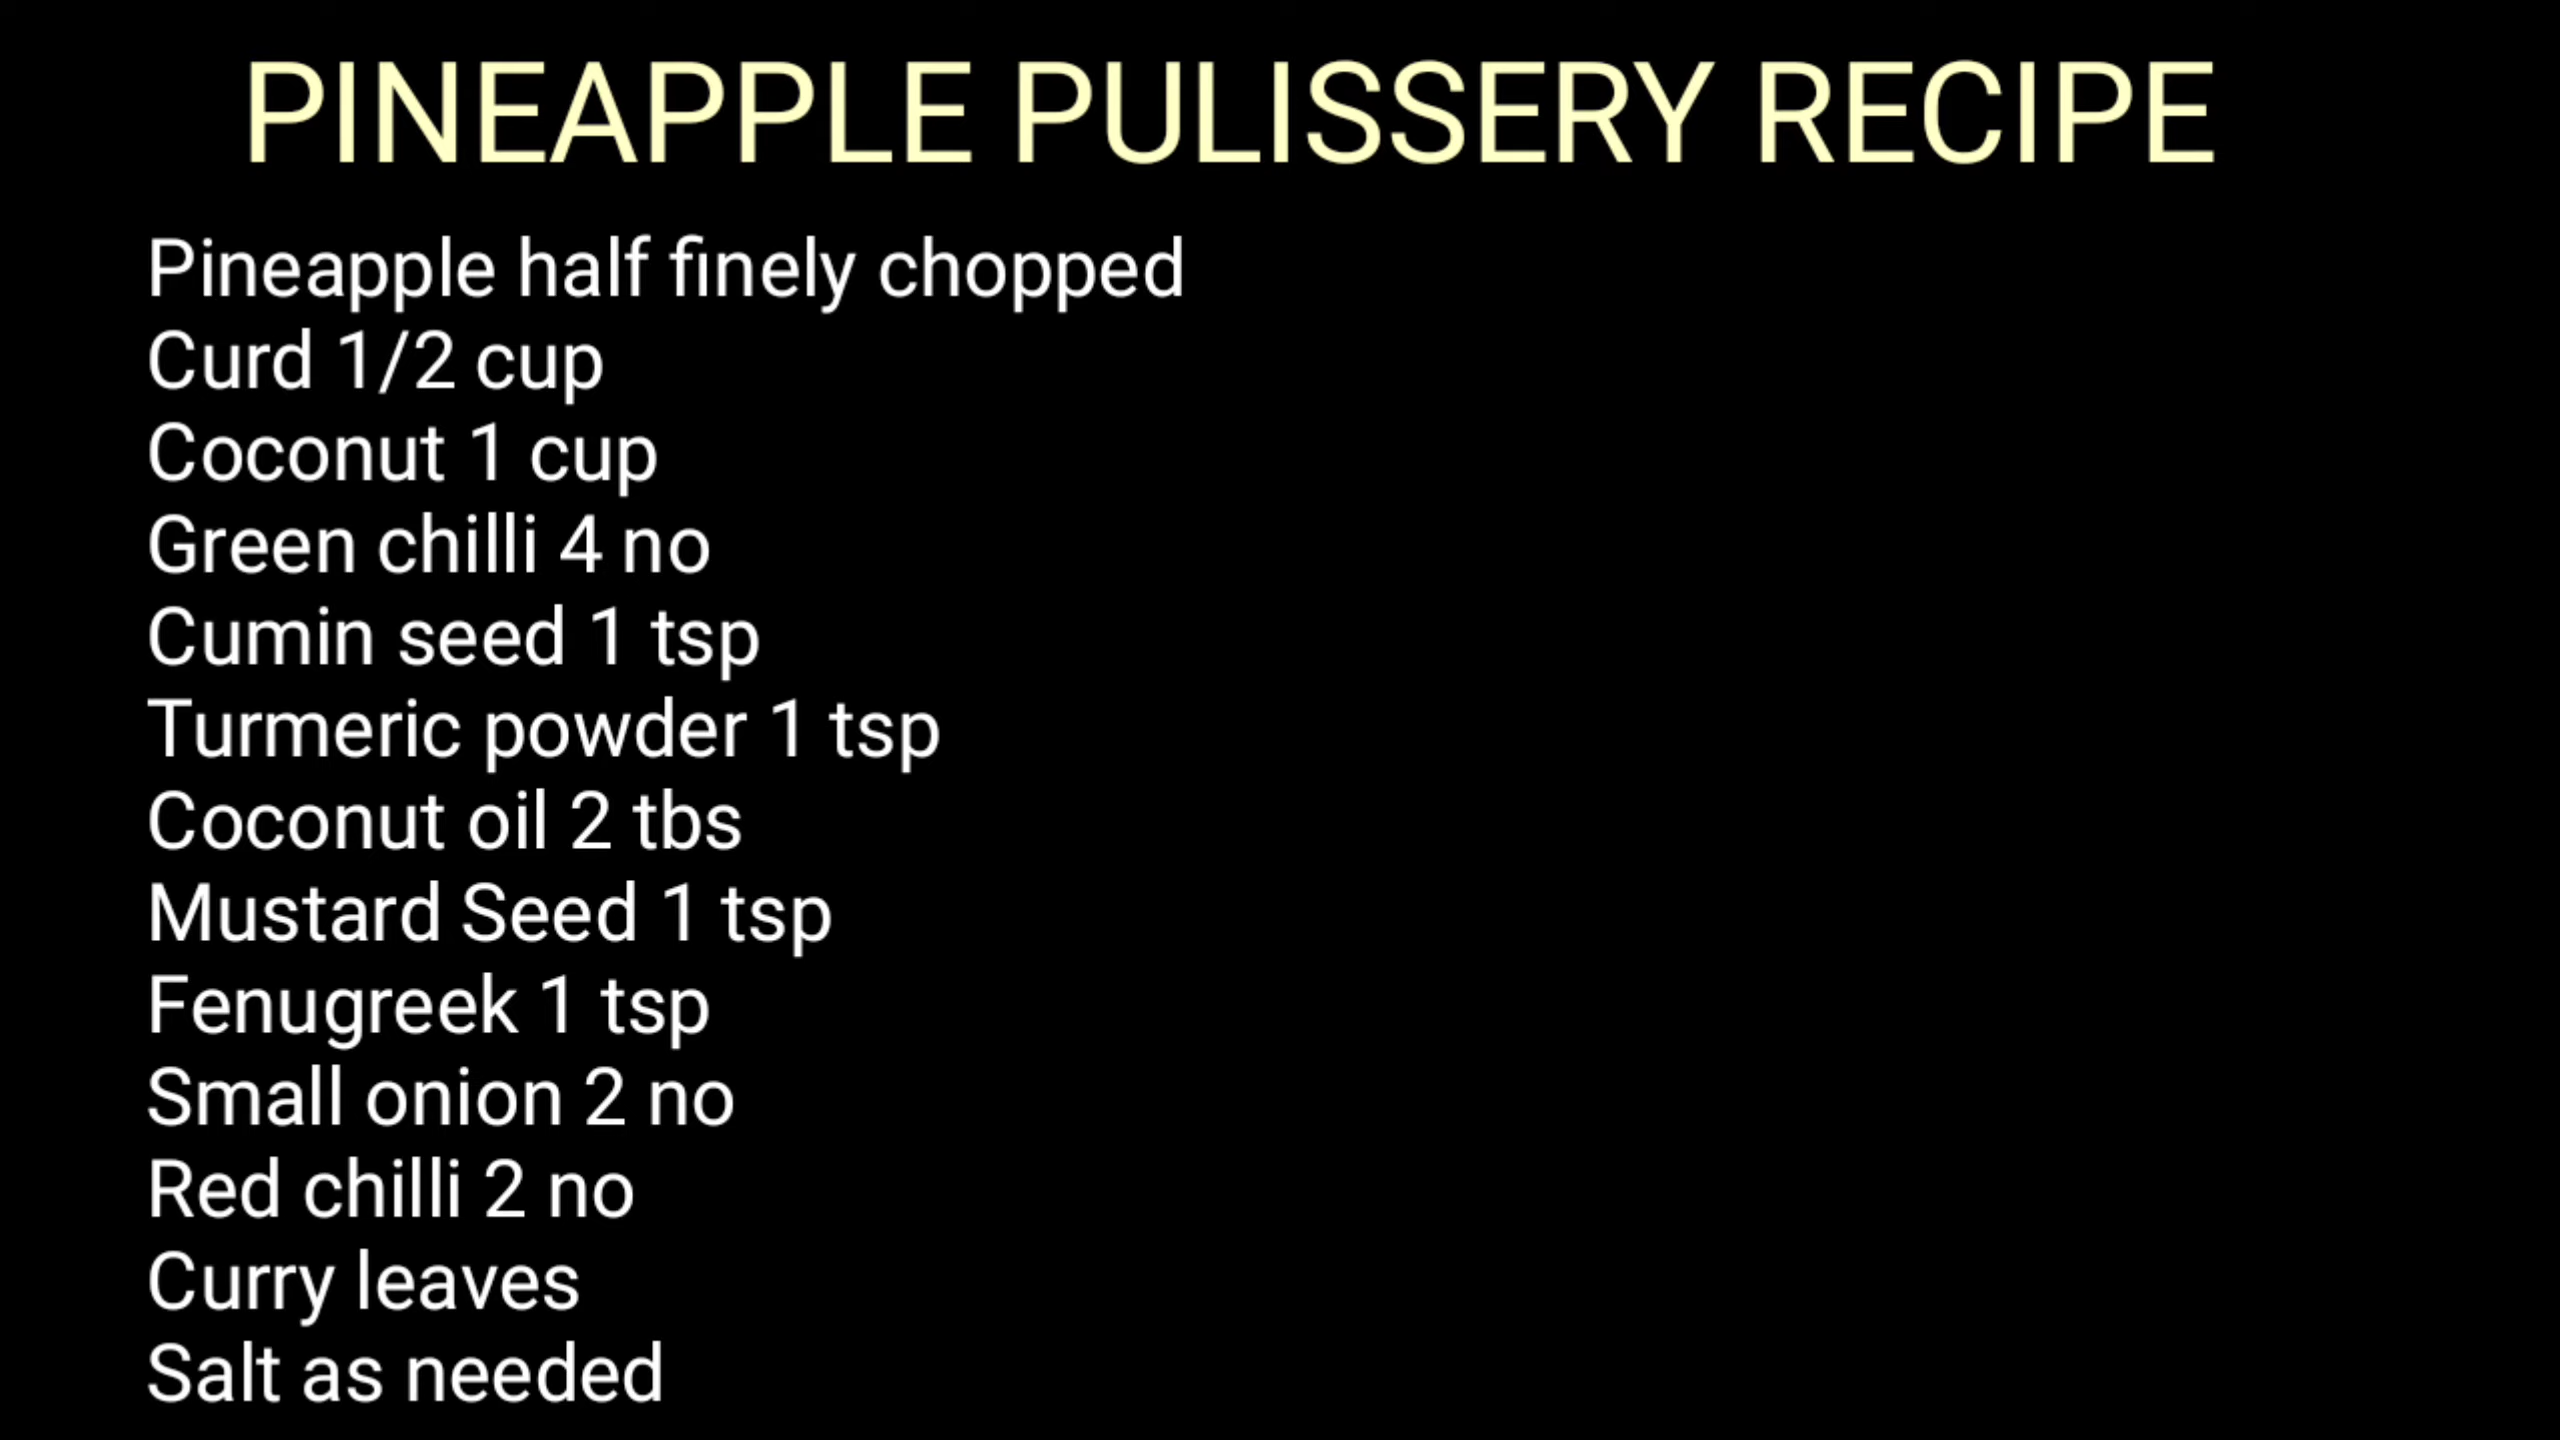 PINEAPPLE PULISSERY RECIPE
Pineapple half finely chopped
Curd 1/2 cup
Coconut 1 cup
Green chilli 4 no
Cumin seed 1 tsp
Turmeric powder 1 tsp
Coconut oil 2 tbs
Mustard Seed 1 tsp
Fenugreek 1 tsp
Small onion 2 no
Red chilli 2 no
Curry leaves
Salt as needed